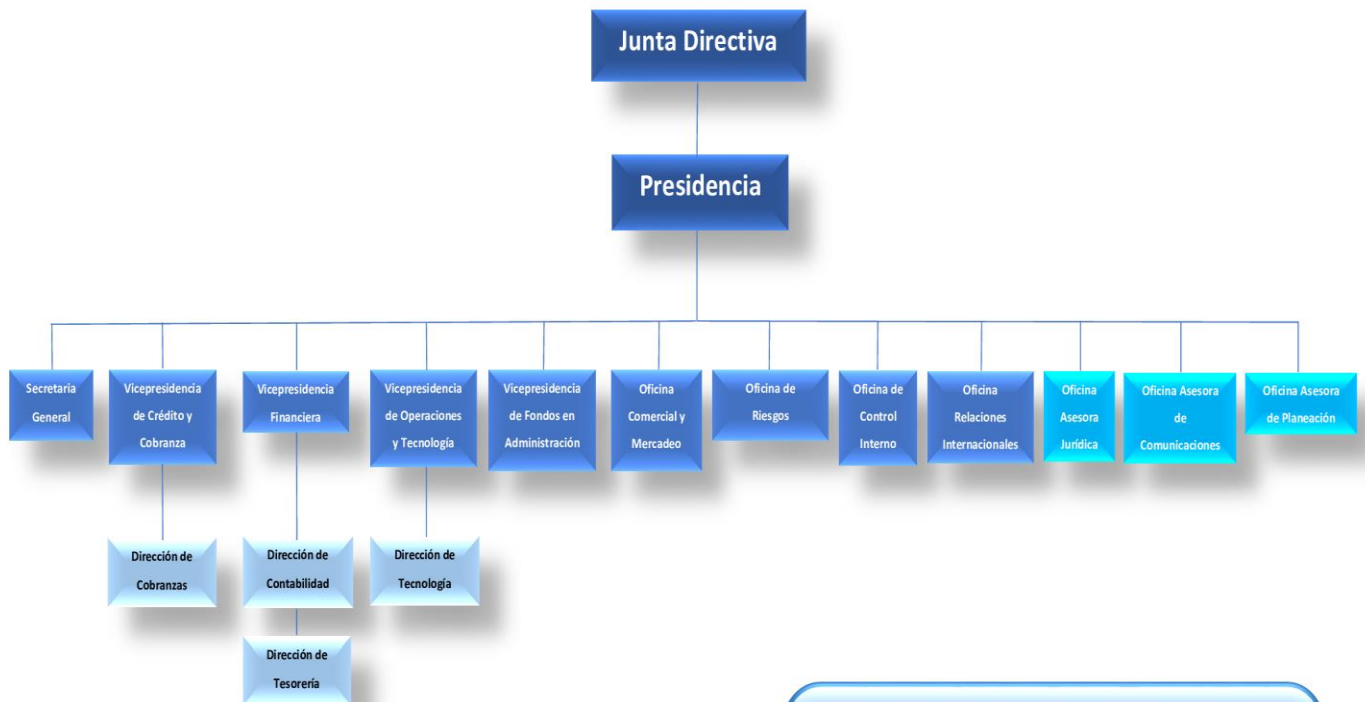 Junta Directiva
Presidencia
Secretaria
General
Vicepresidencia
de Crédito y
Cobranza
Vicepresidencia
Financiera
Vicepresidencia
de Operaciones
y Tecnología
Vicepresidencia
de Fondos en
Administración
Oficina
Comercial y
Mercadeo
Oficina de
Riesgos
Oficina de
Control
Interno
Oficina
Relaciones
Internacionales
Oficina
Asesora
Jurídica
Oficina Asesora
de
Comunicaciones
Oficina Asesora
de Planeación
Dirección de
Cobranzas
Dirección de
Contabilidad
Dirección de
Tecnología
Dirección de
Tesorería